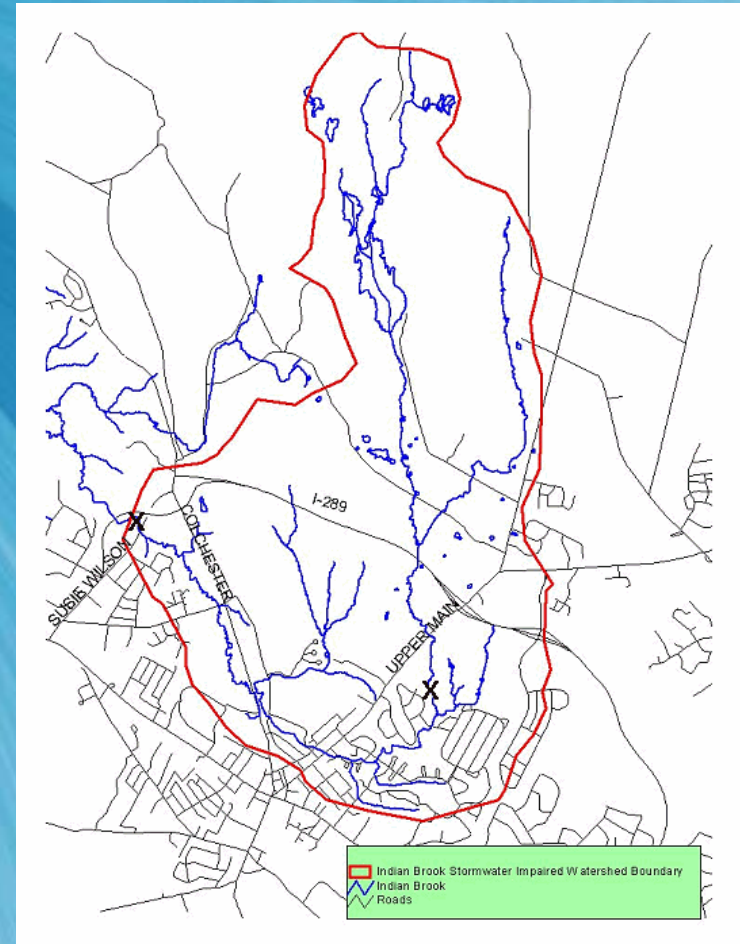 I-289
COLCHESTER
X
SUSIE WILSON
UPPER MAIN
X
Indian Brook Stormwater Impaired Watershed Boundary
Indian Brook
Roads